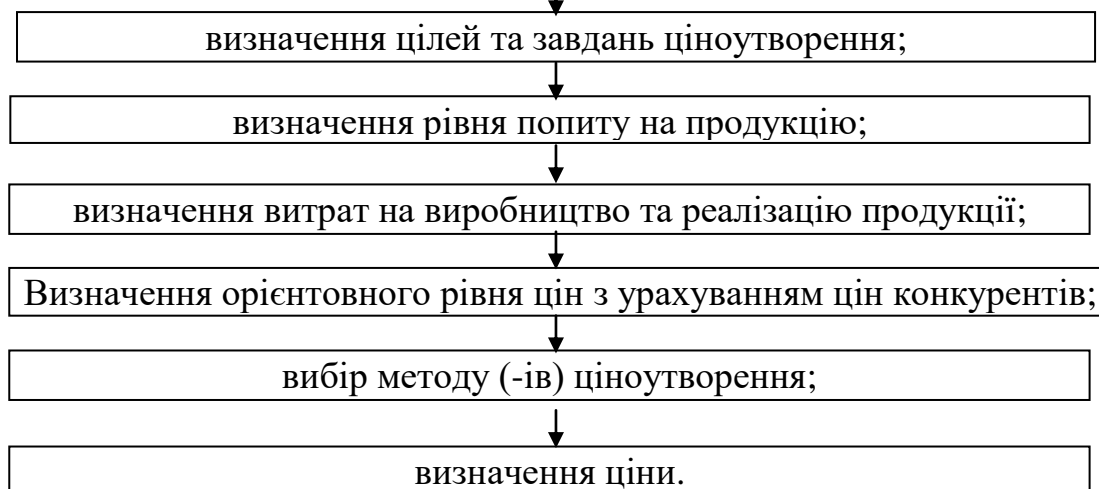 визначення цілей та завдань ціноутворення;
визначення рівня попиту на продукцію;
визначення витрат на виробництво та реалізацію продукції;
Визначення орієнтовного рівня цін з урахуванням цін конкурентів;
вибір методу (-ів) ціноутворення;
визначення ціни.